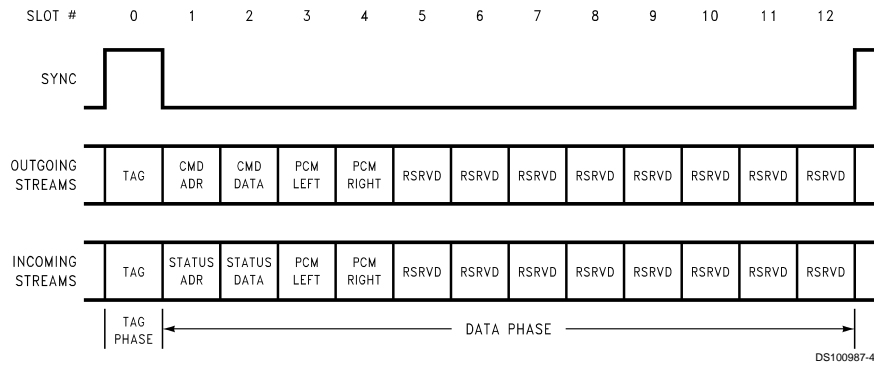 SLOT # 0 1 2 3 4 5 6 7 8 9 10 11 12
SYNC
OUTGOING STREAMS TAG CMD ADR CMD DATA PCM LEFT PCM RIGHT RSRVD RSRVD RSRVD RSRVD RSRVD RSRVD RSRVD RSRVD
INCOMING STREAMS TAG STATUS ADR STATUS DATA PCM LEFT PCM RIGHT RSRVD RSRVD RSRVD RSRVD RSRVD RSRVD RSRVD RSRVD
TAG PHASE DATA PHASE
DS100987-4